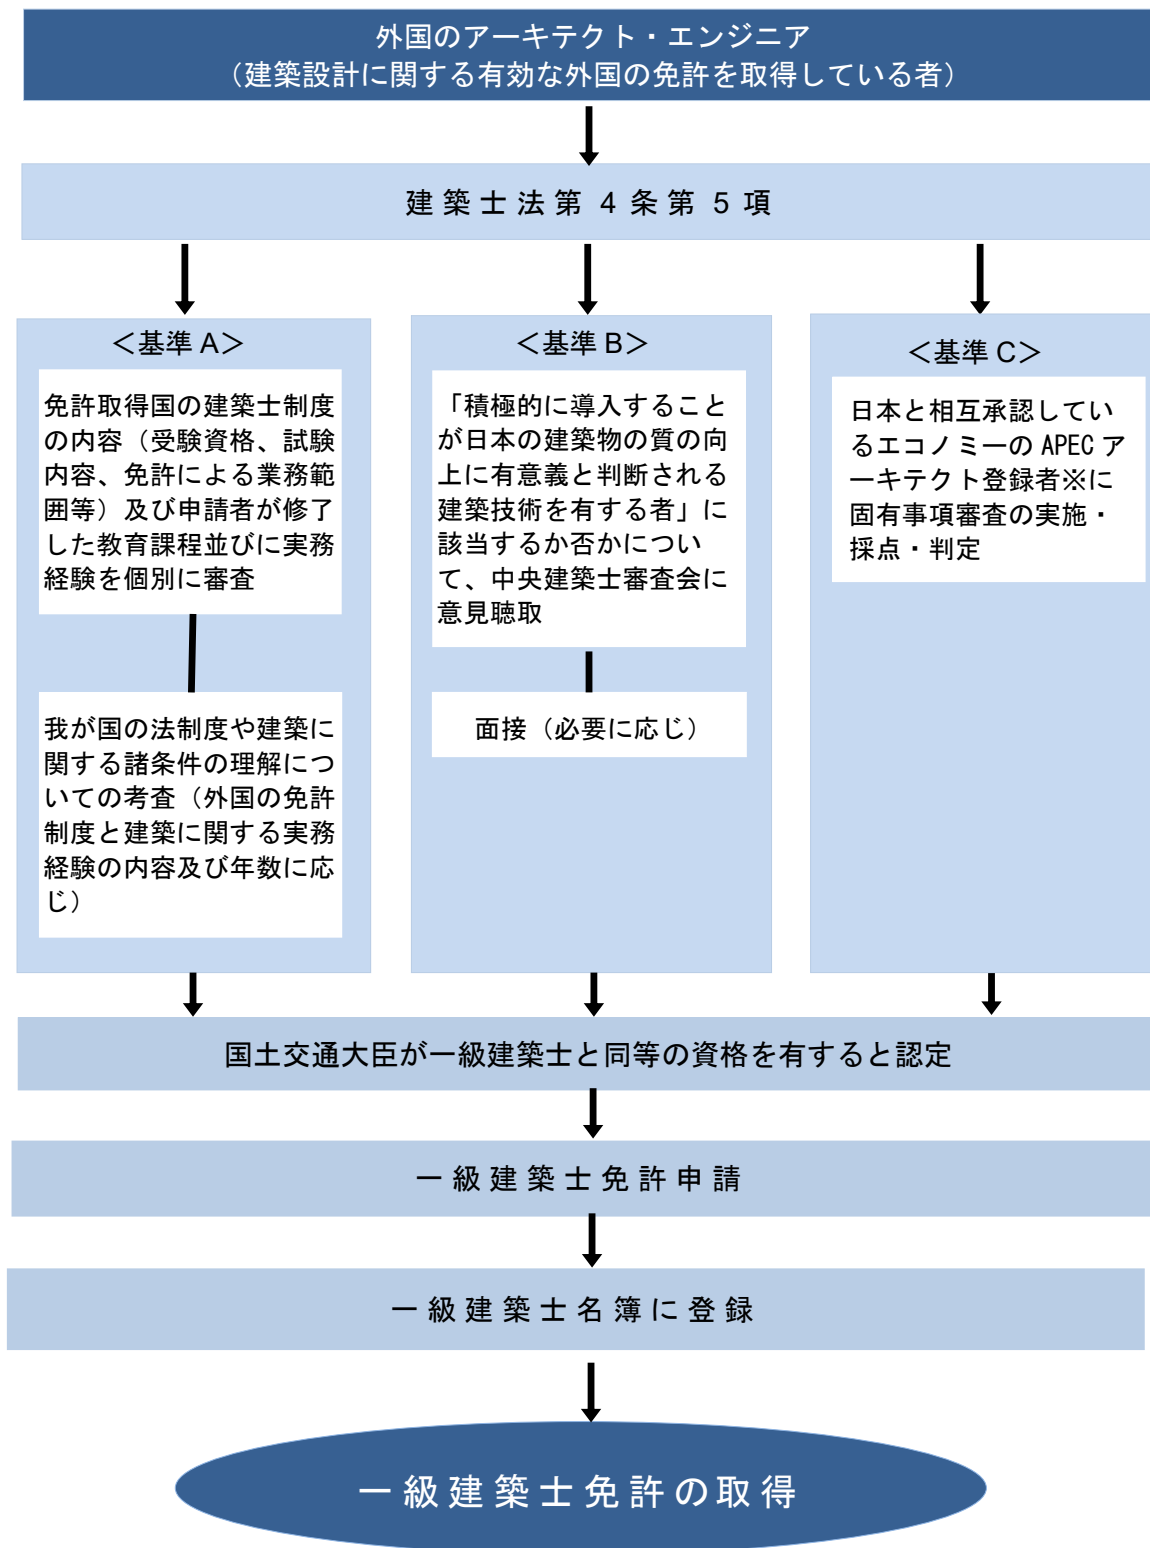 外国のアーキテクト・エンジニア
（建築設計に関する有効な外国の免許を取得している者）
建築士法第 4 条第 5 項
＜基準 A＞
免許取得国の建築士制度
の内容（受験資格、試験
内容、免許による業務範
囲等）及び申請者が修了
した教育課程並びに実務
経験を個別に審査
我が国の法制度や建築に
関する諸条件の理解につ
いての考査（外国の免許
制度と建築に関する実務
経験の内容及び年数に応
じ）
＜基準 B＞
「積極的に導入すること
が日本の建築物の質の向
上に有意義と判断される
建築技術を有する者」に
該当するか否かについ
て、中央建築士審査会に
意見聴取
面接（必要に応じ）
＜基準 C＞
日本と相互承認してい
るエコノミーの APEC ア
ーキテクト登録者※に
固有事項審査の実施・
採点・判定
国土交通大臣が一級建築士と同等の資格を有すると認定
一級建築士免許申請
一級建築士名簿に登録
一級建築士免許の取得